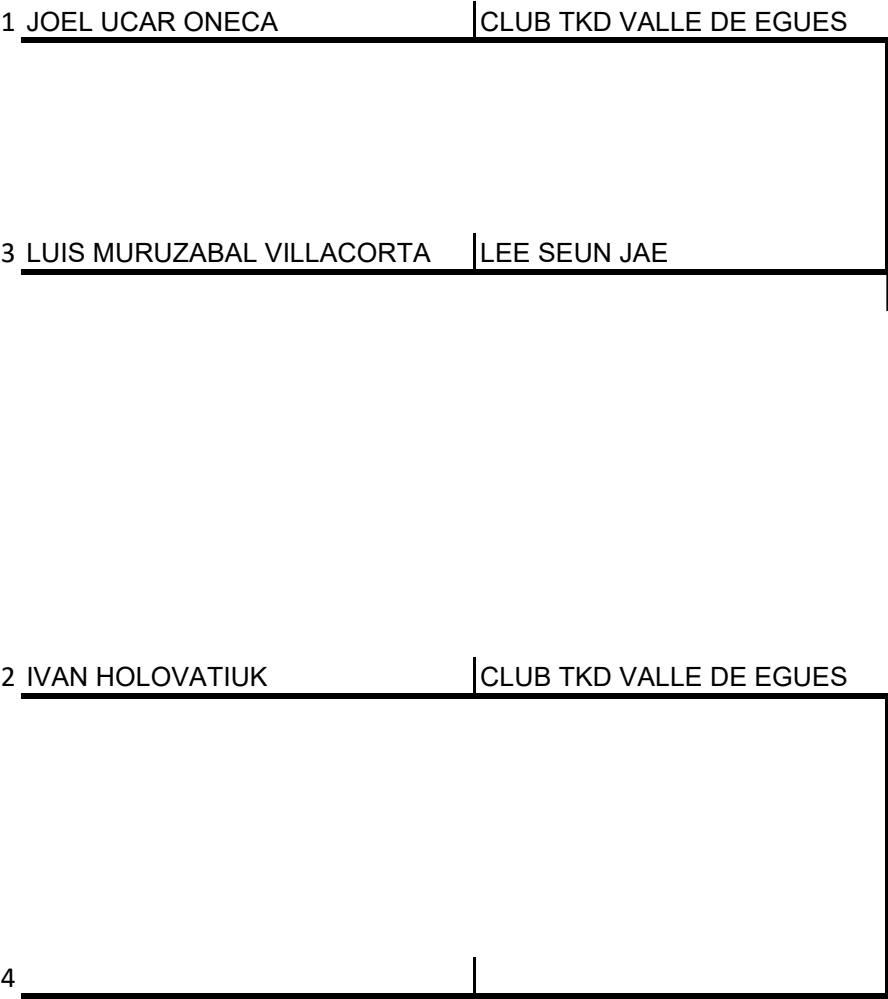 1 JOEL UCAR ONECA CLUB TKD VALLE DE EGUES
3 LUIS MURUZABAL VILLACORTA LEE SEUN JAE
2 IVAN HOLOVATIUK CLUB TKD VALLE DE EGUES
4